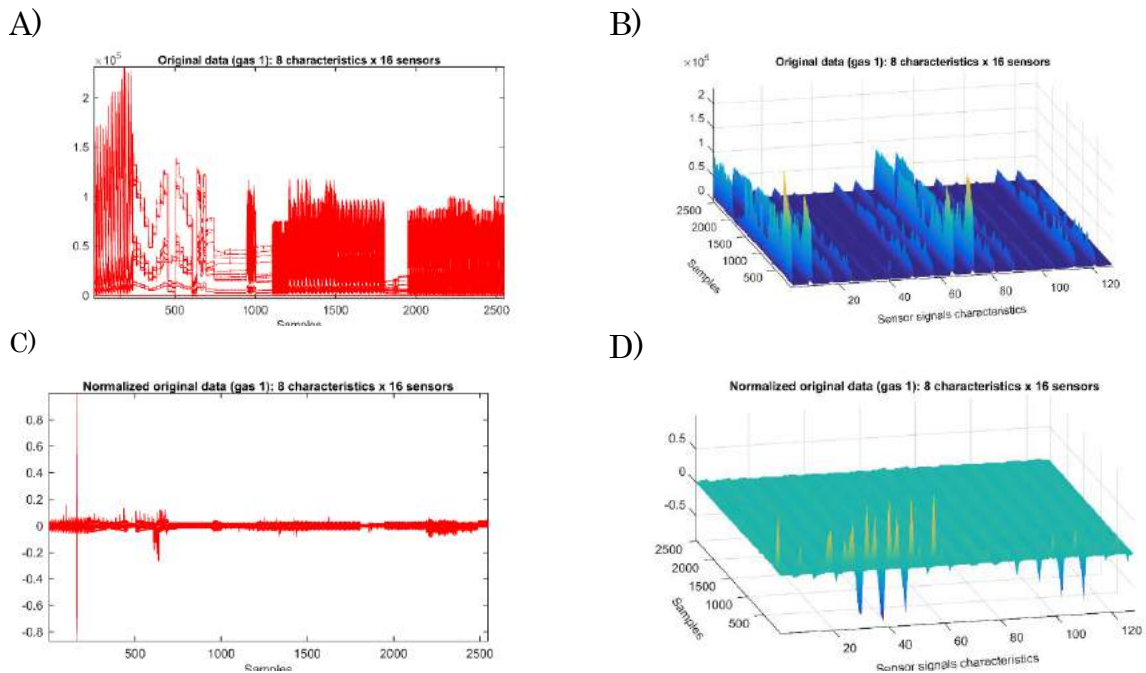 A)
Original data (gas 1): 8 characteristics x 16 sensors
×10⁵
2
1.5
1
0.5
0
500 1000 1500 2000 2500
Samples
B)
Original data (gas 1): 8 characteristics x 16 sensors
2
1.5
1
0.5
0
2500
2000
1500
1000
500
Samples
20 40 60 80 100 120
Sensor signals characteristics
C)
Normalized original data (gas 1): 8 characteristics x 16 sensors
0.8
0.6
0.4
0.2
0
-0.2
-0.4
-0.6
-0.8
500 1000 1500 2000 2500
Samples
D)
Normalized original data (gas 1): 8 characteristics x 16 sensors
0.5
0
-0.5
2500
2000
1500
1000
500
Samples
20 40 60 80 100 120
Sensor signals characteristics